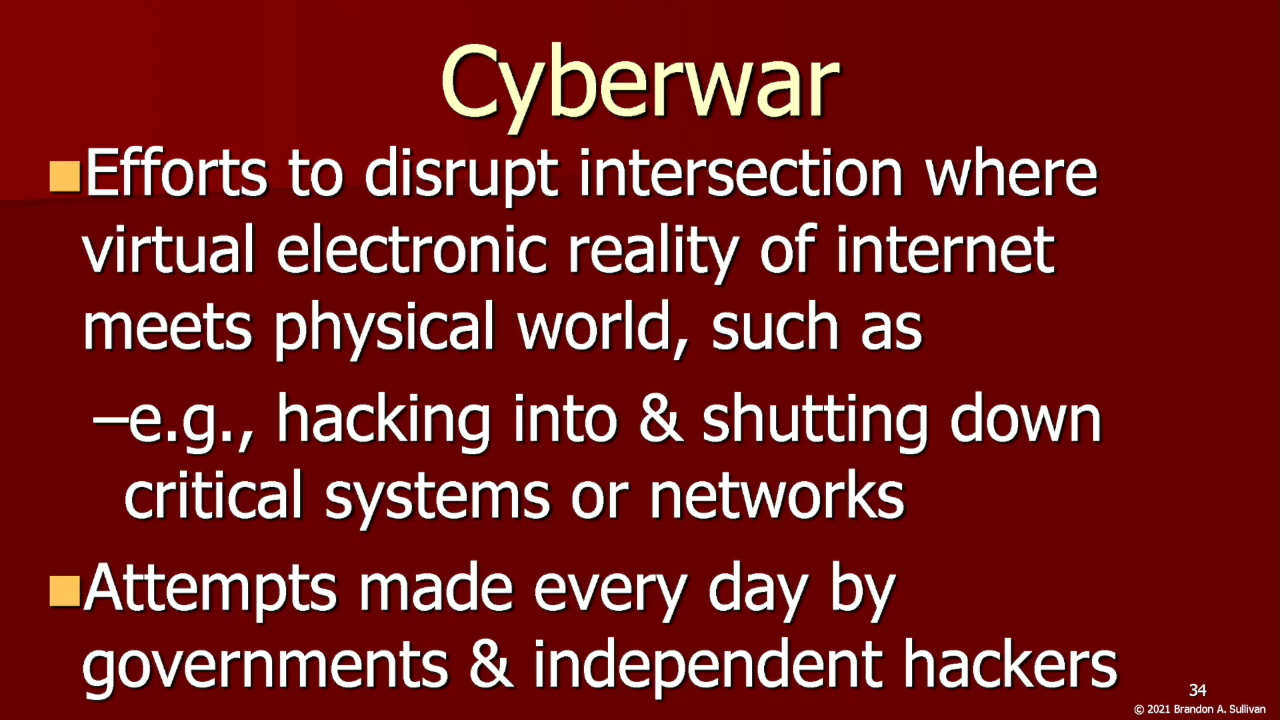 Cyberwar
Efforts to disrupt intersection where
virtual electronic reality of internet
meets physical world, such as
–e.g., hacking into & shutting down
critical systems or networks
Attempts made every day by
governments & independent hackers
34
© 2021 Brandon A. Sullivan